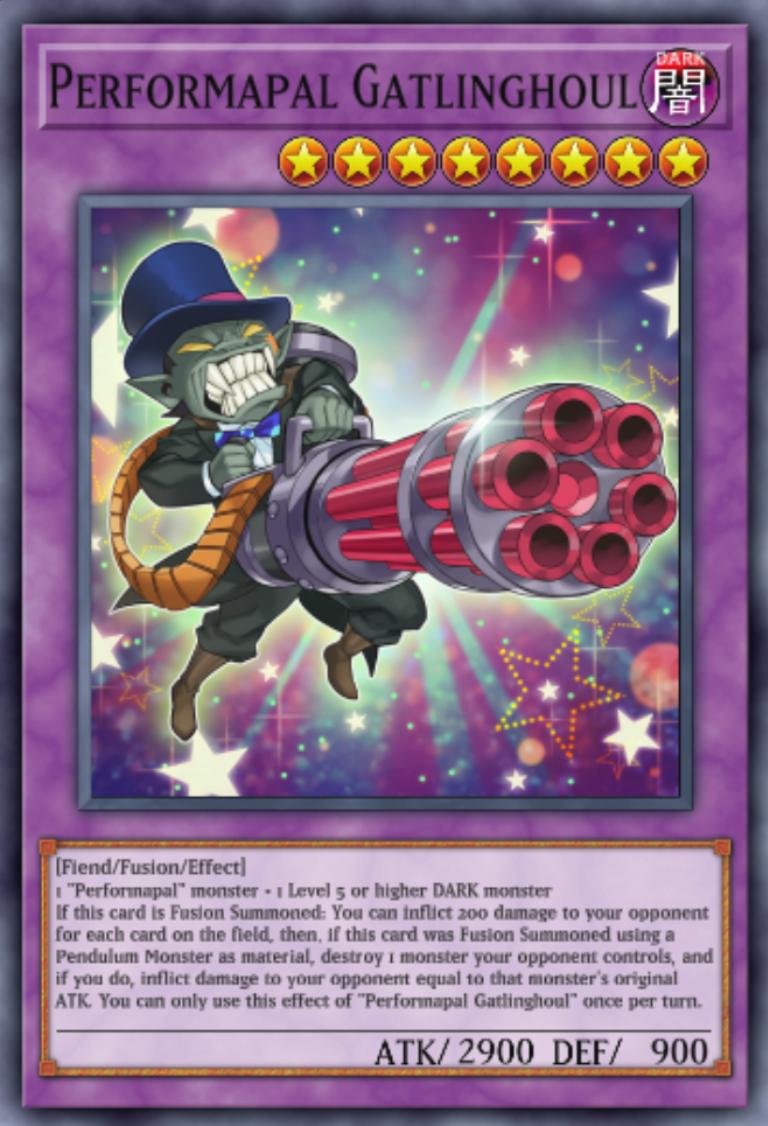 PERFORMAPAL GATLINGHOUL
DARK
闇
[Fiend/Fusion/Effect]
1 "Performapal" monster + 1 Level 5 or higher DARK monster
If this card is Fusion Summoned: You can inflict 200 damage to your opponent
for each card on the field, then, if this card was Fusion Summoned using a
Pendulum Monster as material, destroy 1 monster your opponent controls, and
if you do, inflict damage to your opponent equal to that monster's original
ATK. You can only use this effect of "Performapal Gatlinghoul" once per turn.
ATK/ 2900 DEF/ 900